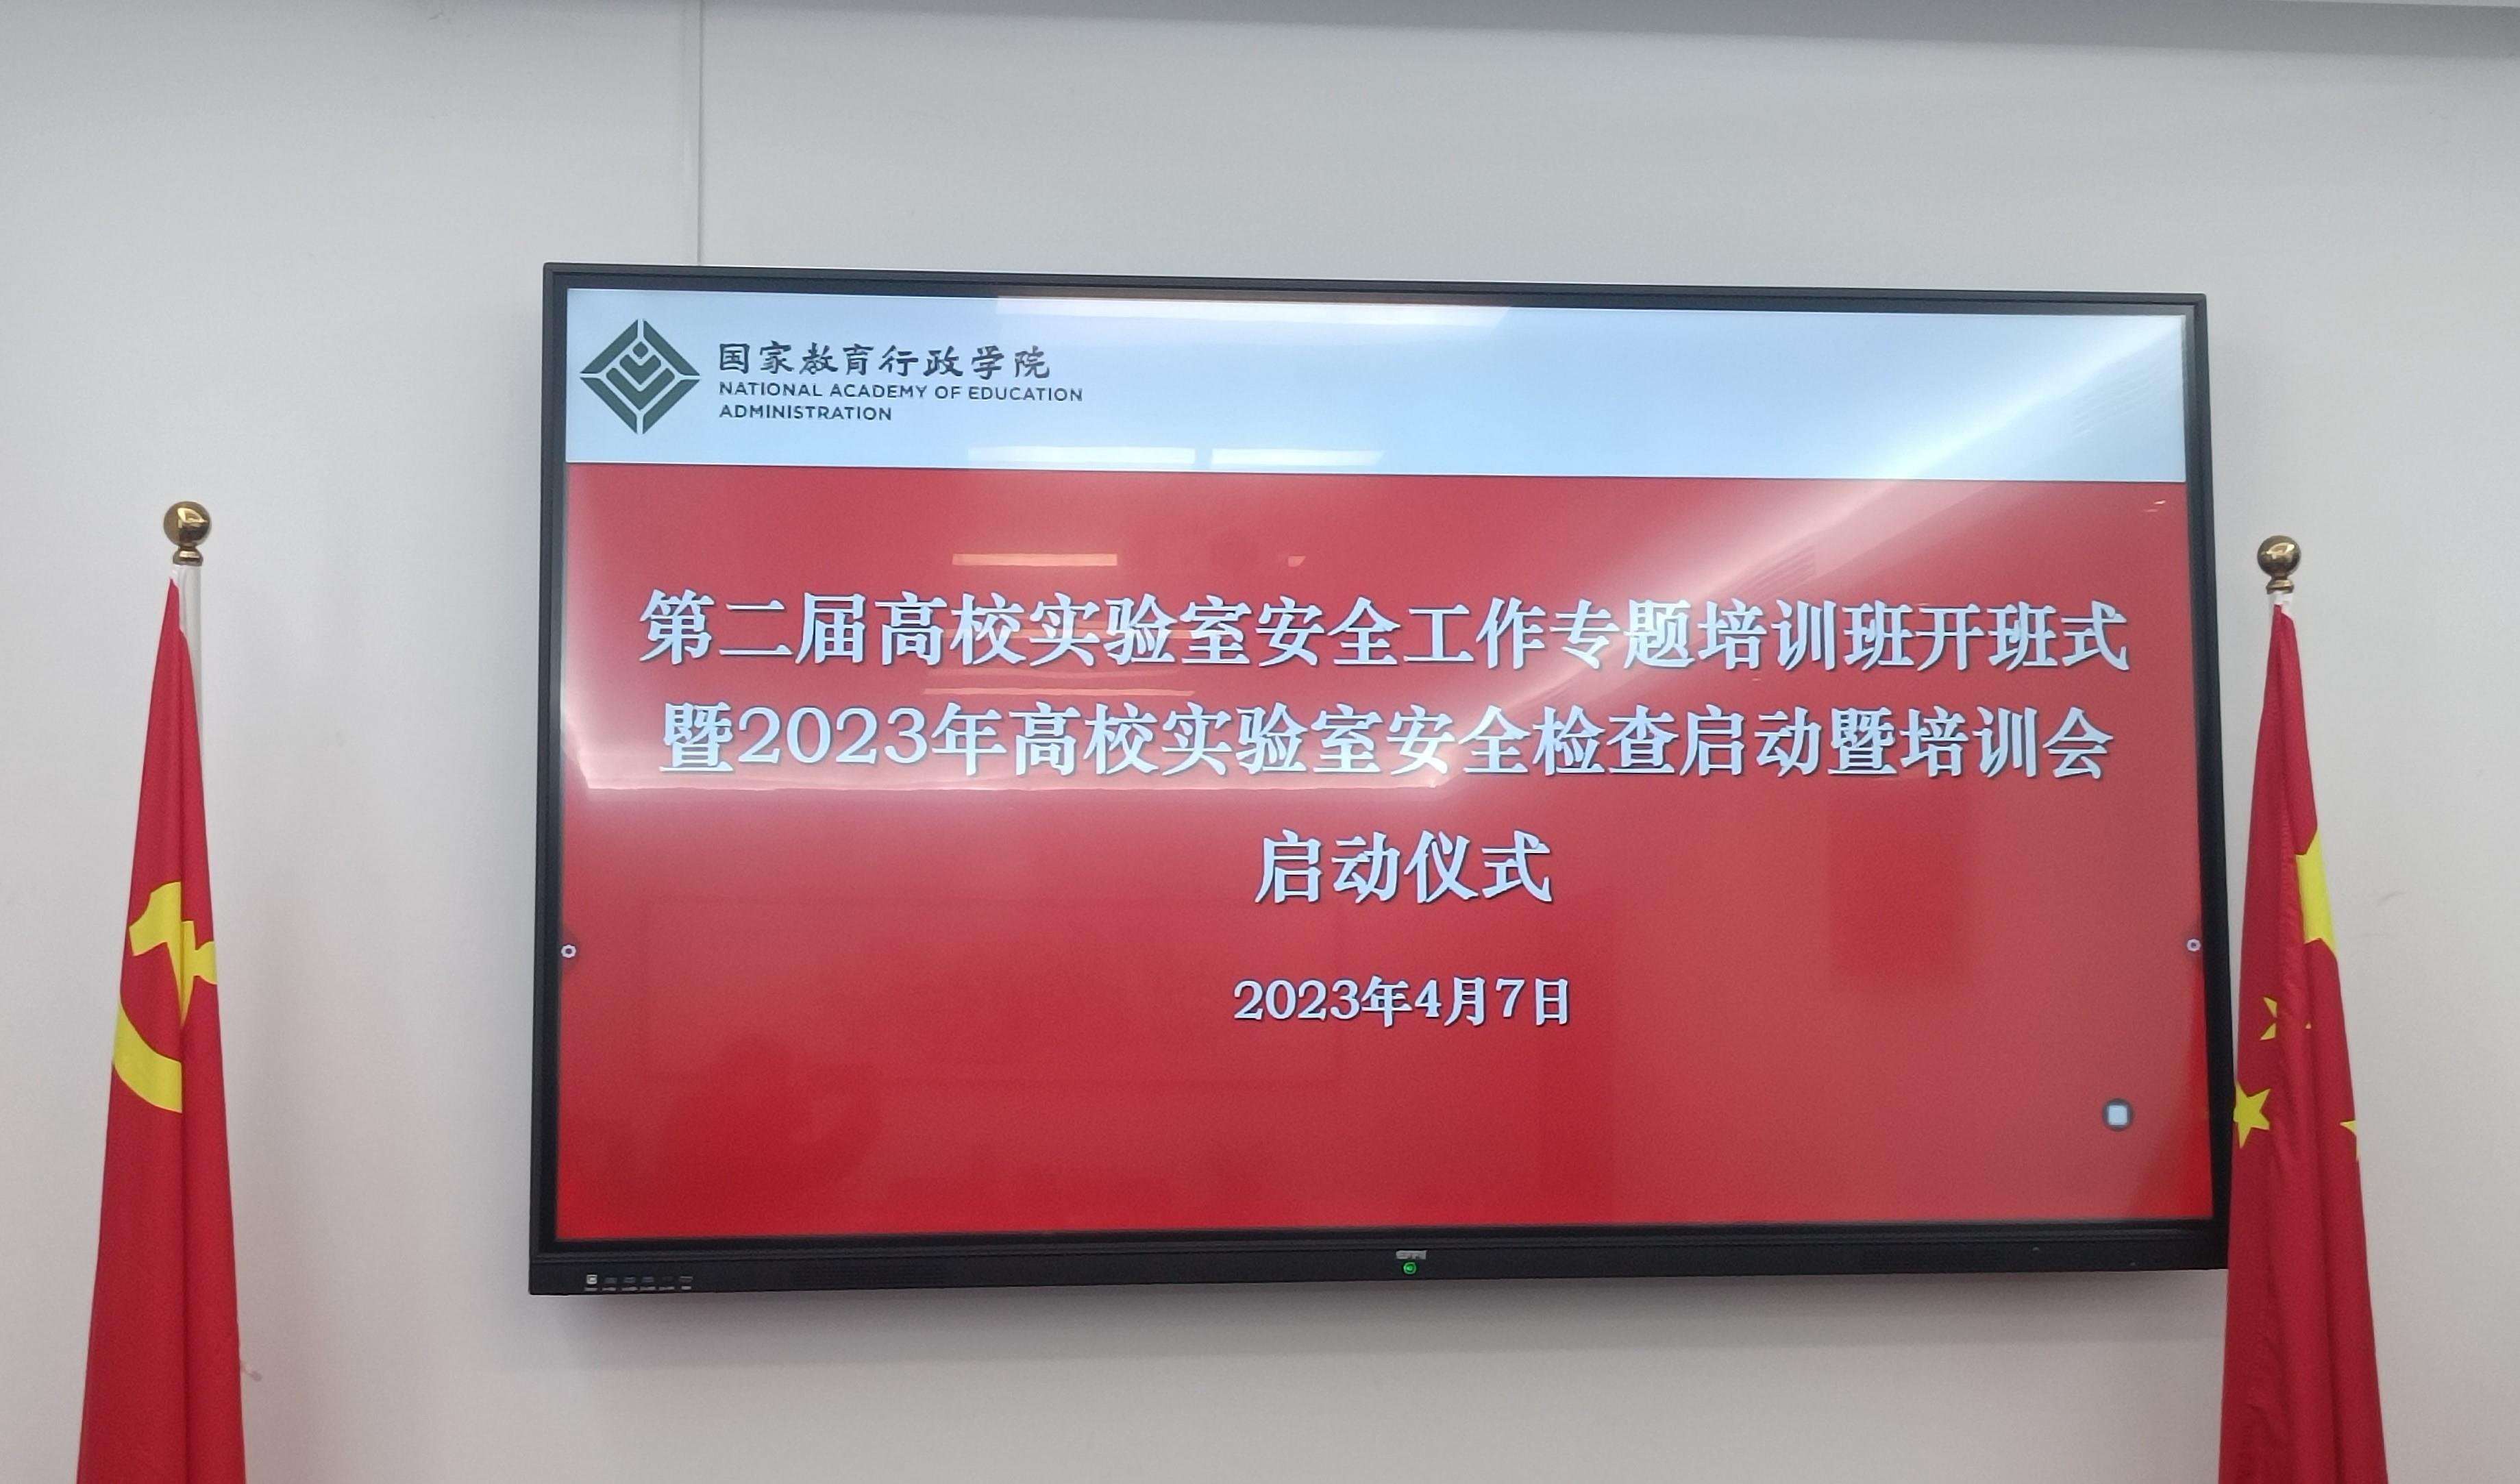 国家教育行政学院
NATIONAL ACADEMY OF EDUCATION
ADMINISTRATION
第二届高校实验室安全工作专题培训班开班式
暨2023年高校实验室安全检查启动暨培训会
启动仪式
2023年4月7日